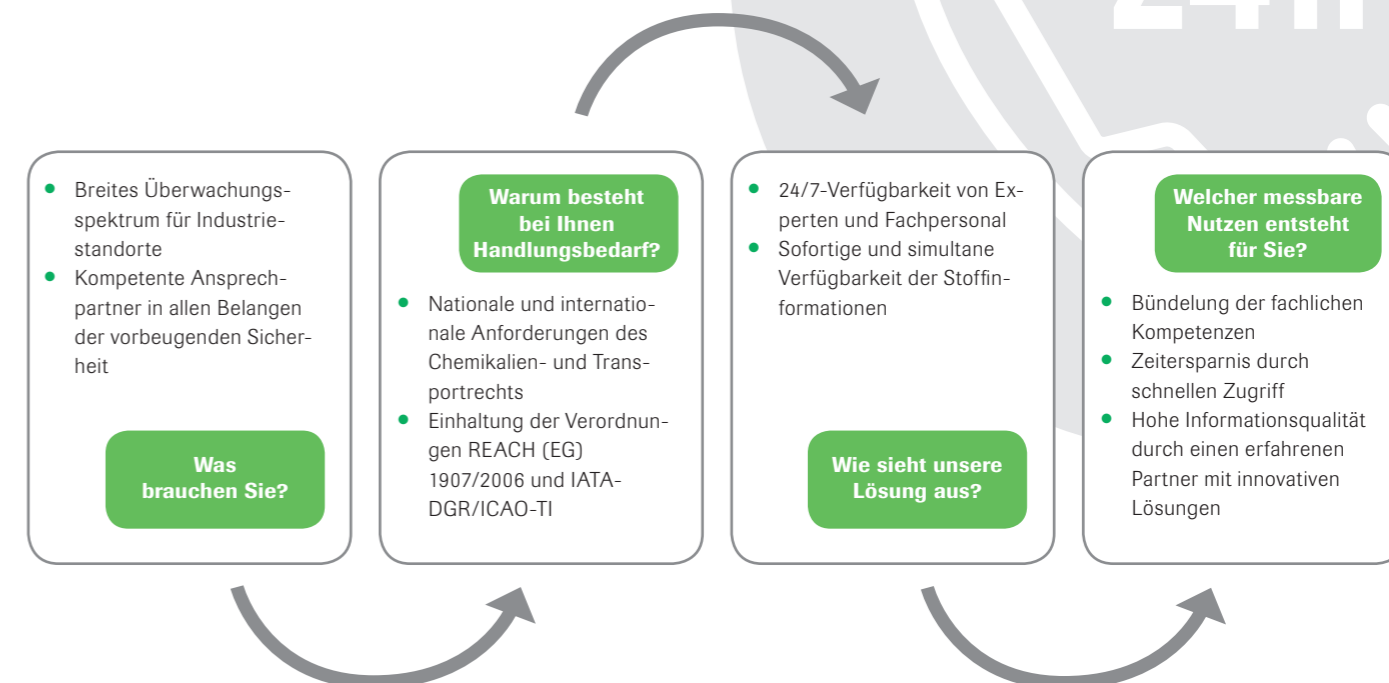 24h
• Breites Überwachungs-
spektrum für Industrie-
standorte
• Kompetente Ansprech-
partner in allen Belangen
der vorbeugenden Sicher-
heit
Was
brauchen Sie?
Warum besteht
bei Ihnen
Handlungsbedarf?
• Nationale und internatio-
nale Anforderungen des
Chemikalien- und Trans-
portrechts
• Einhaltung der Verordnun-
gen REACH (EG)
1907/2006 und IATA-
DGR/ICAO-TI
• 24/7-Verfügbarkeit von Ex-
perten und Fachpersonal
• Sofortige und simultane
Verfügbarkeit der Stoffin-
formationen
Wie sieht unsere
Lösung aus?
Welcher messbare
Nutzen entsteht
für Sie?
• Bündelung der fachlichen
Kompetenzen
• Zeitersparnis durch
schnellen Zugriff
• Hohe Informationsqualität
durch einen erfahrenen
Partner mit innovativen
Lösungen